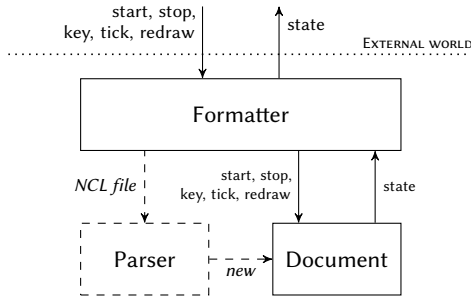 start, stop,
key, tick, redraw
state
EXTERNAL WORLD
Formatter
NCL file
start, stop,
key, tick, redraw
state
Parser
new
Document